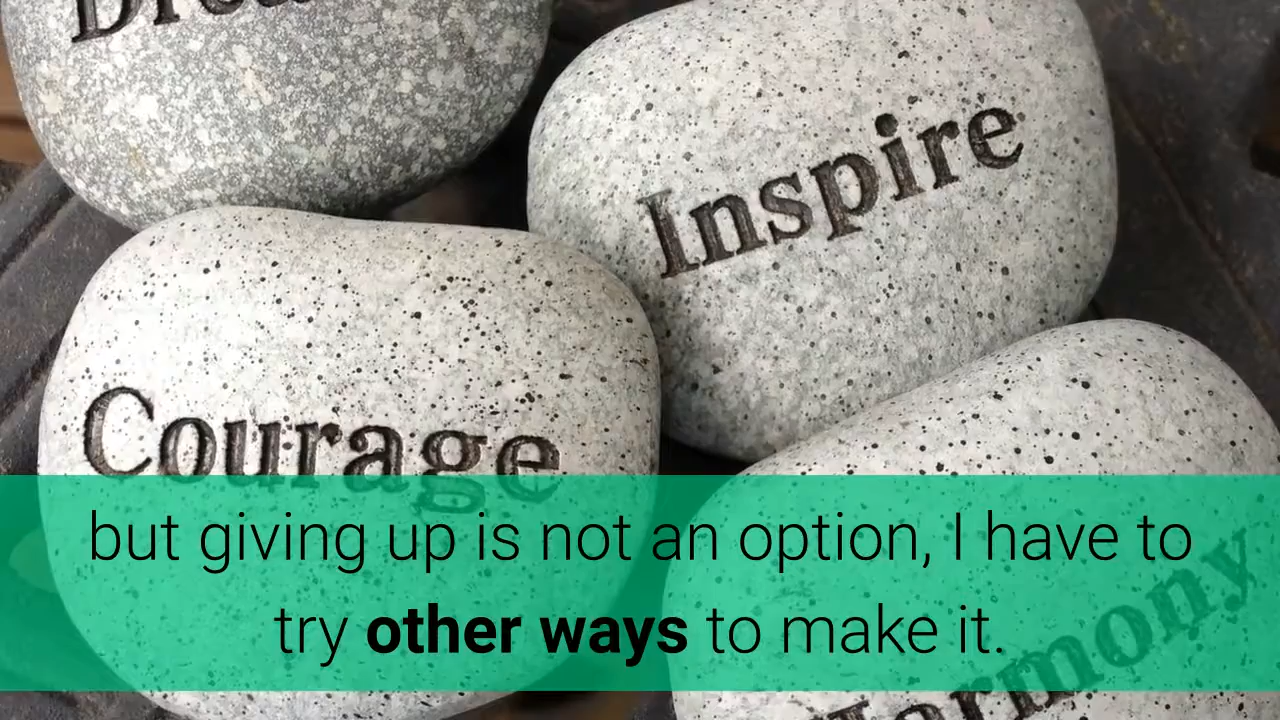 Inspire
Courage
but giving up is not an option, I have to
try other ways to make it.